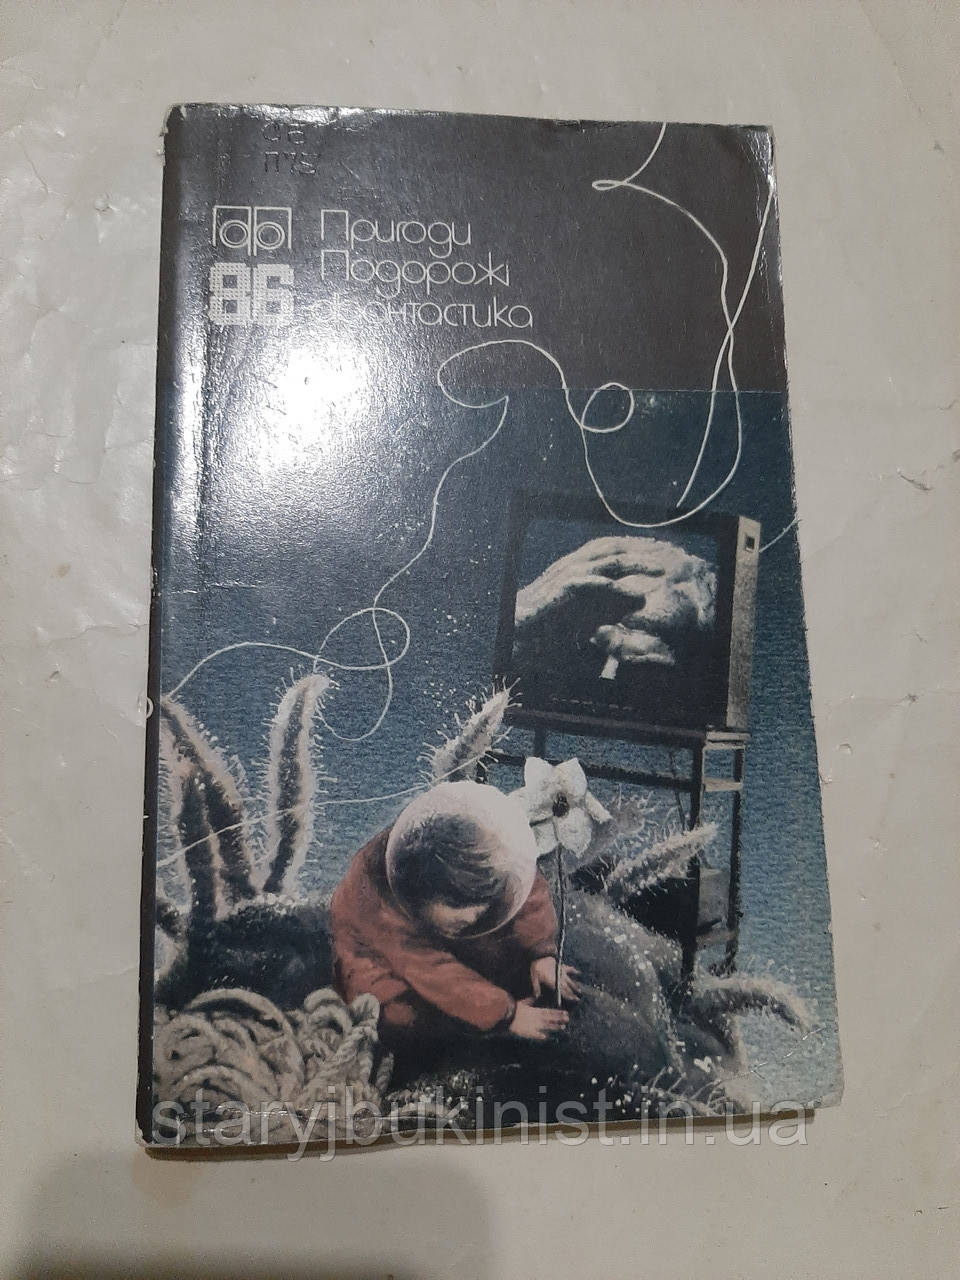 ППФ
86
Пригоди
Подорожі
Фантастика
staryjbukinist.in.ua